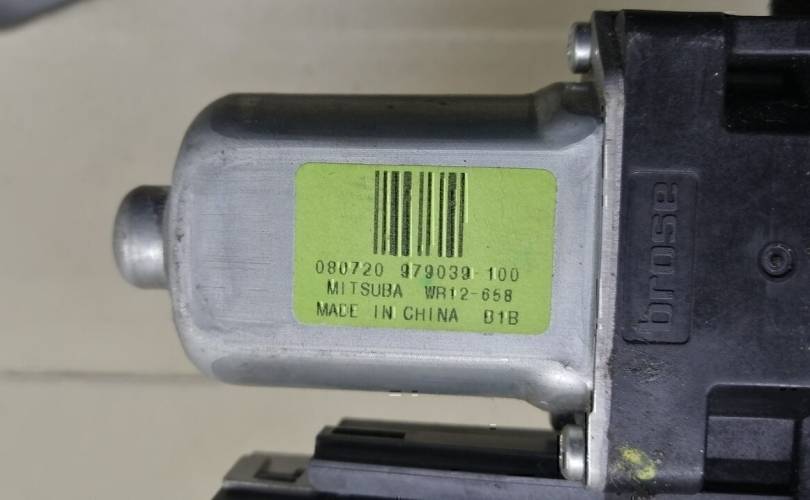 080720 979039-100
MITSUBA WR12-658
MADE IN CHINA B1B
brose